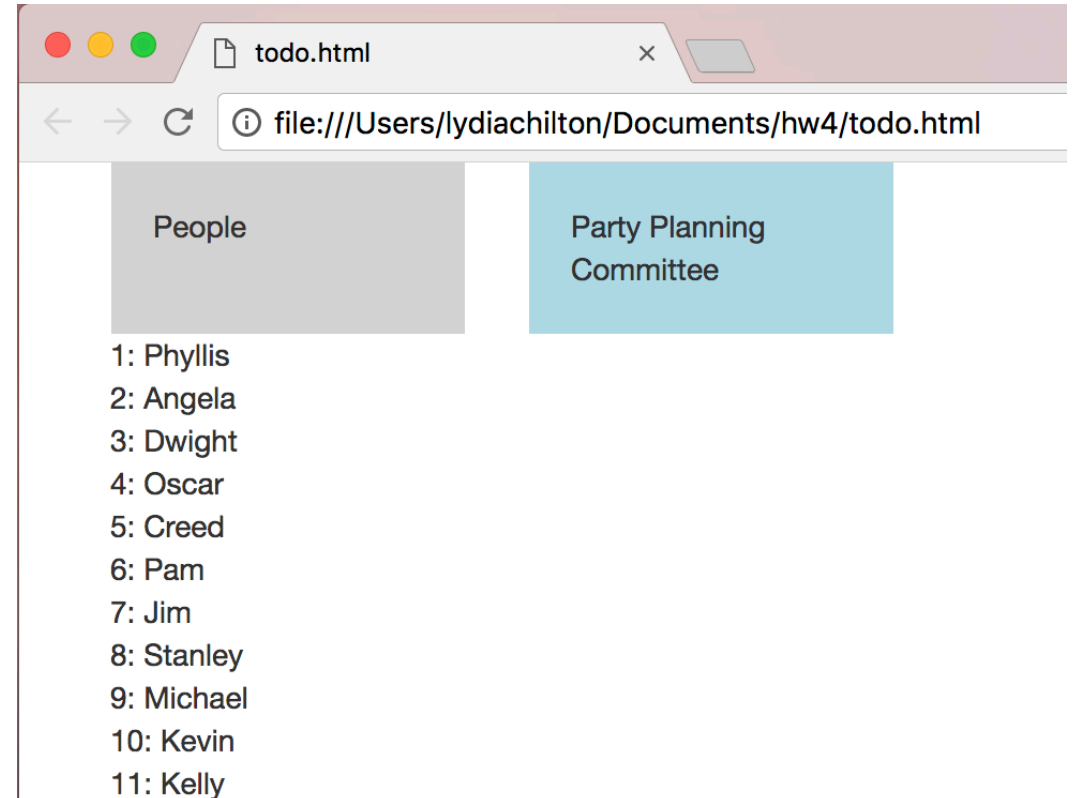 todo.html
file:///Users/lydiachilton/Documents/hw4/todo.html
People
Party Planning
Committee
1: Phyllis
2: Angela
3: Dwight
4: Oscar
5: Creed
6: Pam
7: Jim
8: Stanley
9: Michael
10: Kevin
11: Kelly